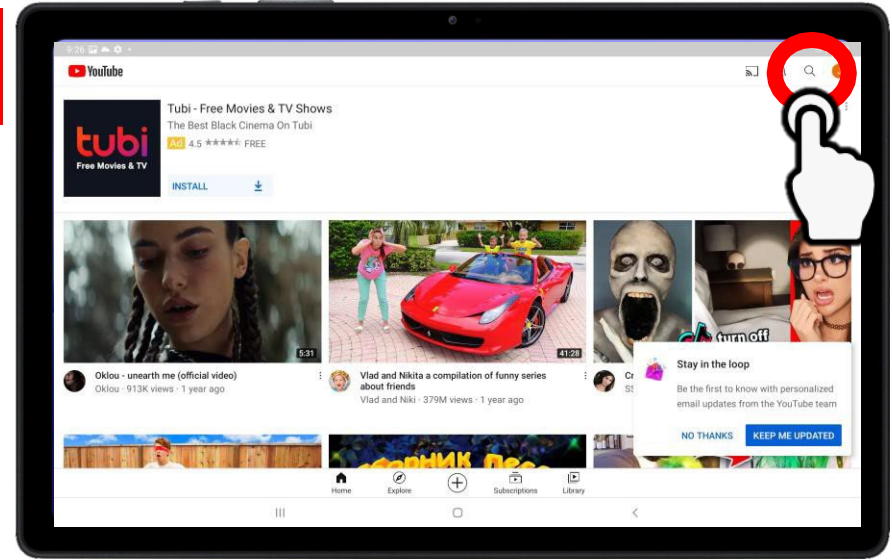 9:26
YouTube
Tubi - Free Movies & TV Shows
The Best Black Cinema On Tubi
Ad 4.5 FREE
tubi
Free Movies & TV
INSTALL
turn off
5:31
41:28
Oklou - unearth me (official video)
Oklou · 913K views · 1 year ago
Vlad and Nikita a compilation of funny series
about friends
Vlad and Niki · 379M views · 1 year ago
Stay in the loop
Be the first to know with personalized
email updates from the YouTube team
NO THANKS KEEP ME UPDATED
Home Explore Subscriptions Library